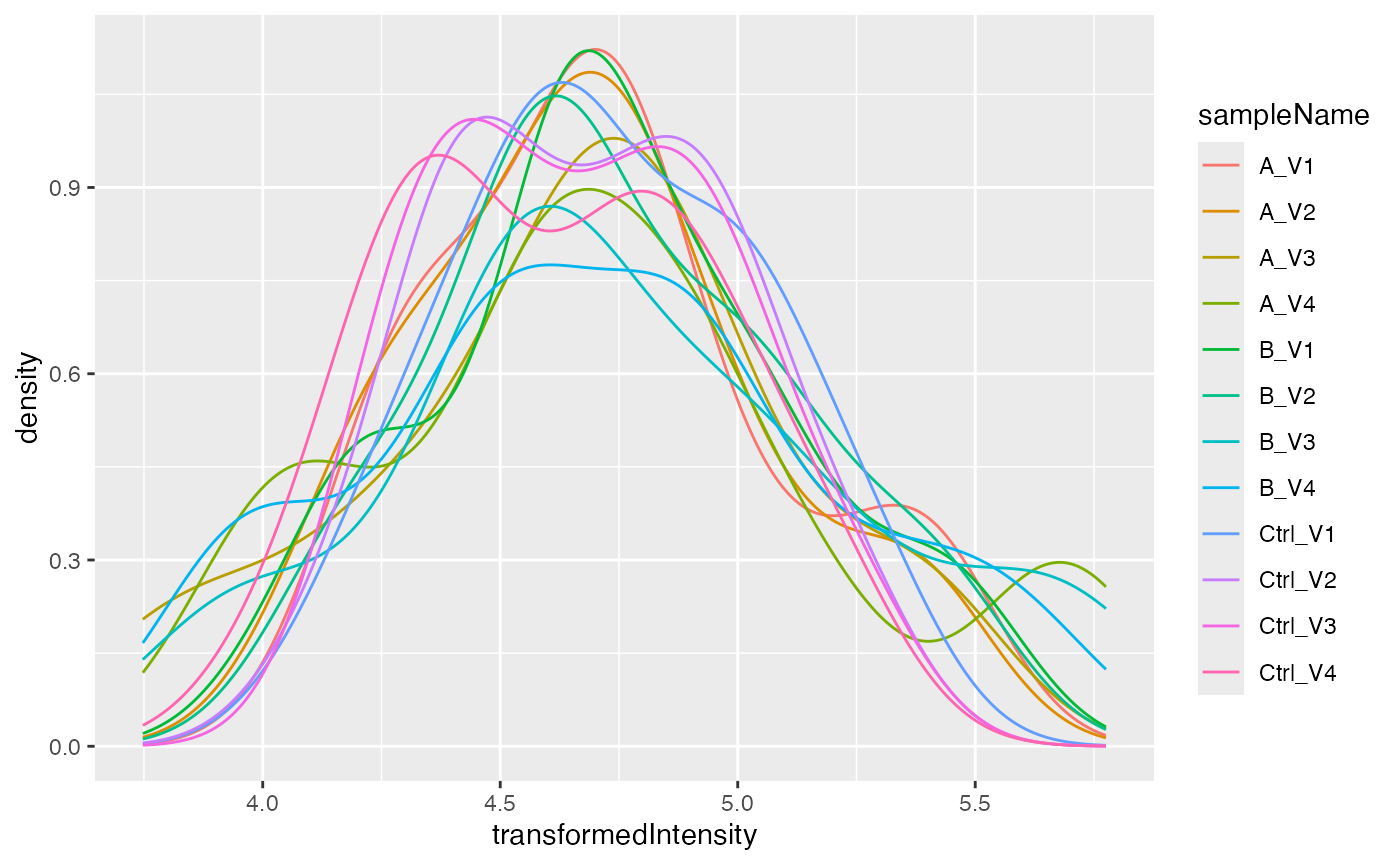 density
0.9
0.6
0.3
0.0
4.0 4.5 5.0 5.5
transformedIntensity
sampleName
A_V1
A_V2
A_V3
A_V4
B_V1
B_V2
B_V3
B_V4
Ctrl_V1
Ctrl_V2
Ctrl_V3
Ctrl_V4